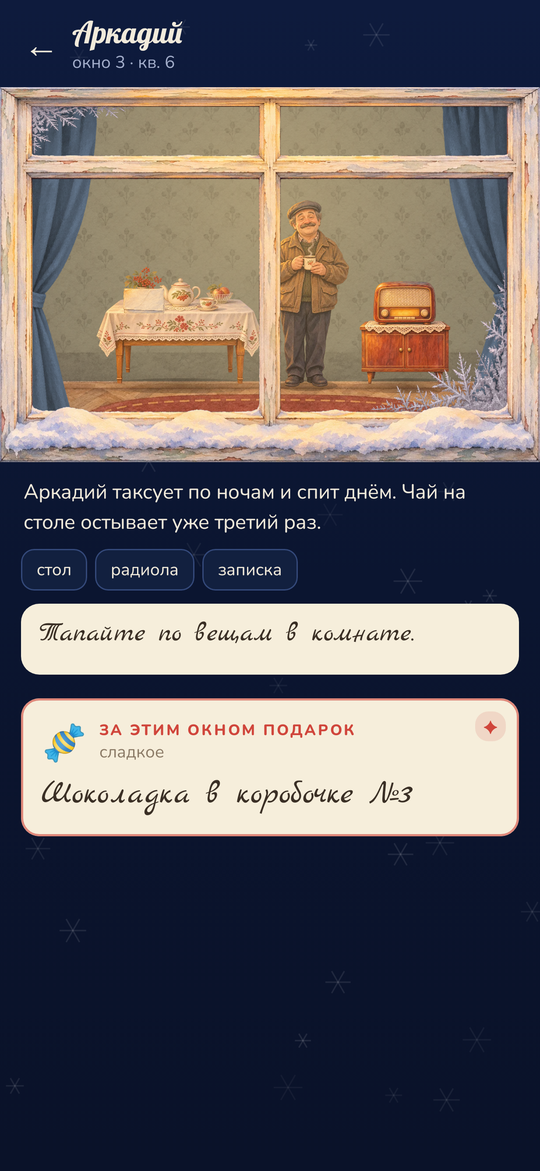 Аркадий
окно 3 · кв. 6
Аркадий таксует по ночам и спит днём. Чай на
столе остывает уже третий раз.
стол
радиола
записка
Тапайте по вещам в комнате.
ЗА ЭТИМ ОКНОМ ПОДАРОК
сладкое
Шоколадка в коробочке №3